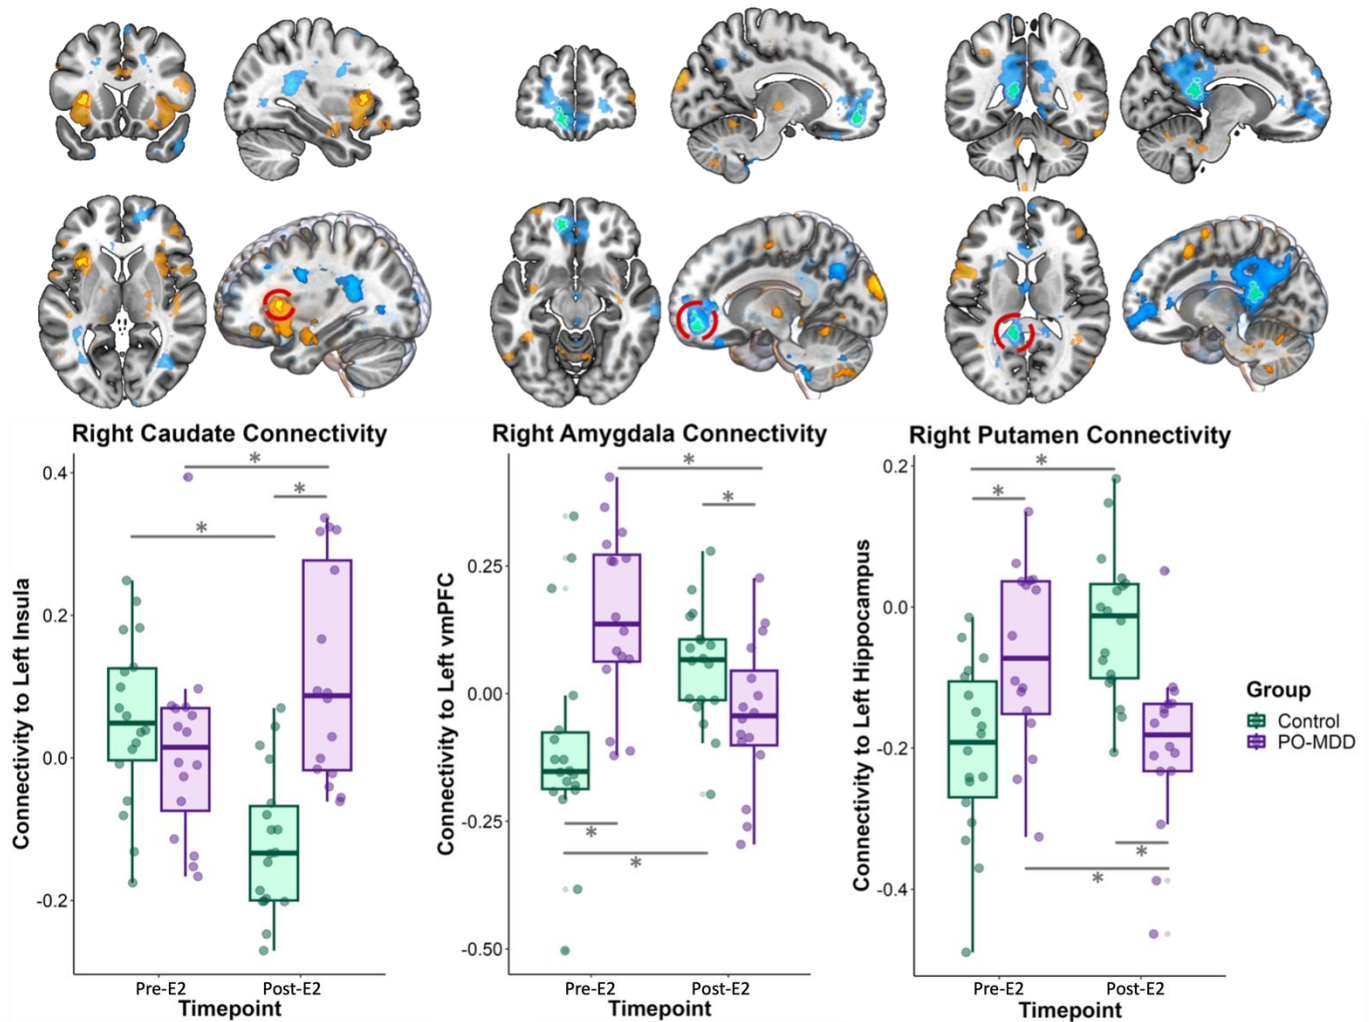 Right Caudate Connectivity
*
*
*
0.4
0.2
0.0
-0.2
Connectivity to Left Insula
Pre-E2
Post-E2
Timepoint
Right Amygdala Connectivity
*
*
*
*
0.25
0.00
-0.25
-0.50
Connectivity to Left vmPFC
Pre-E2
Post-E2
Timepoint
Right Putamen Connectivity
*
*
*
*
0.2
0.0
-0.2
-0.4
Connectivity to Left Hippocampus
Pre-E2
Post-E2
Timepoint
Group
Control
PO-MDD